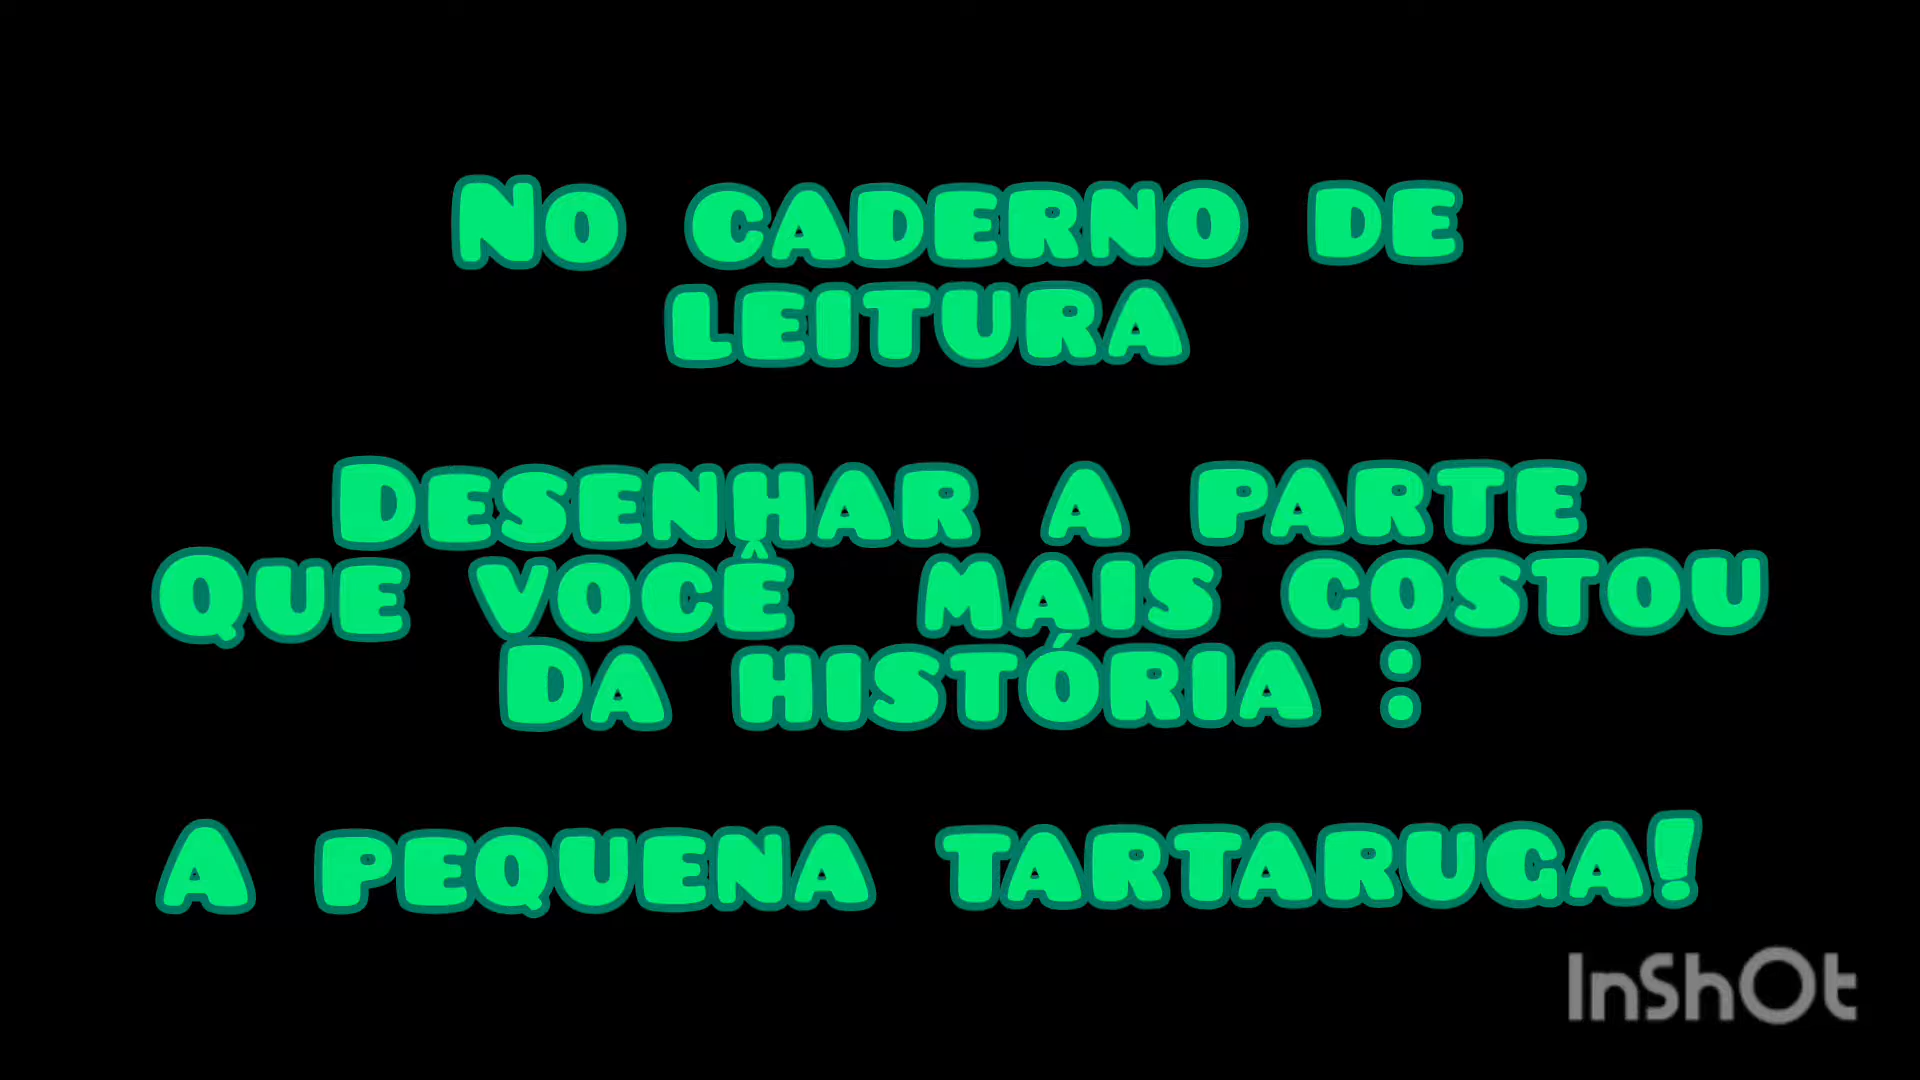 No caderno de
leitura
Desenhar a parte
Que você mais gostou
Da história :
A pequena tartaruga!
InShOt